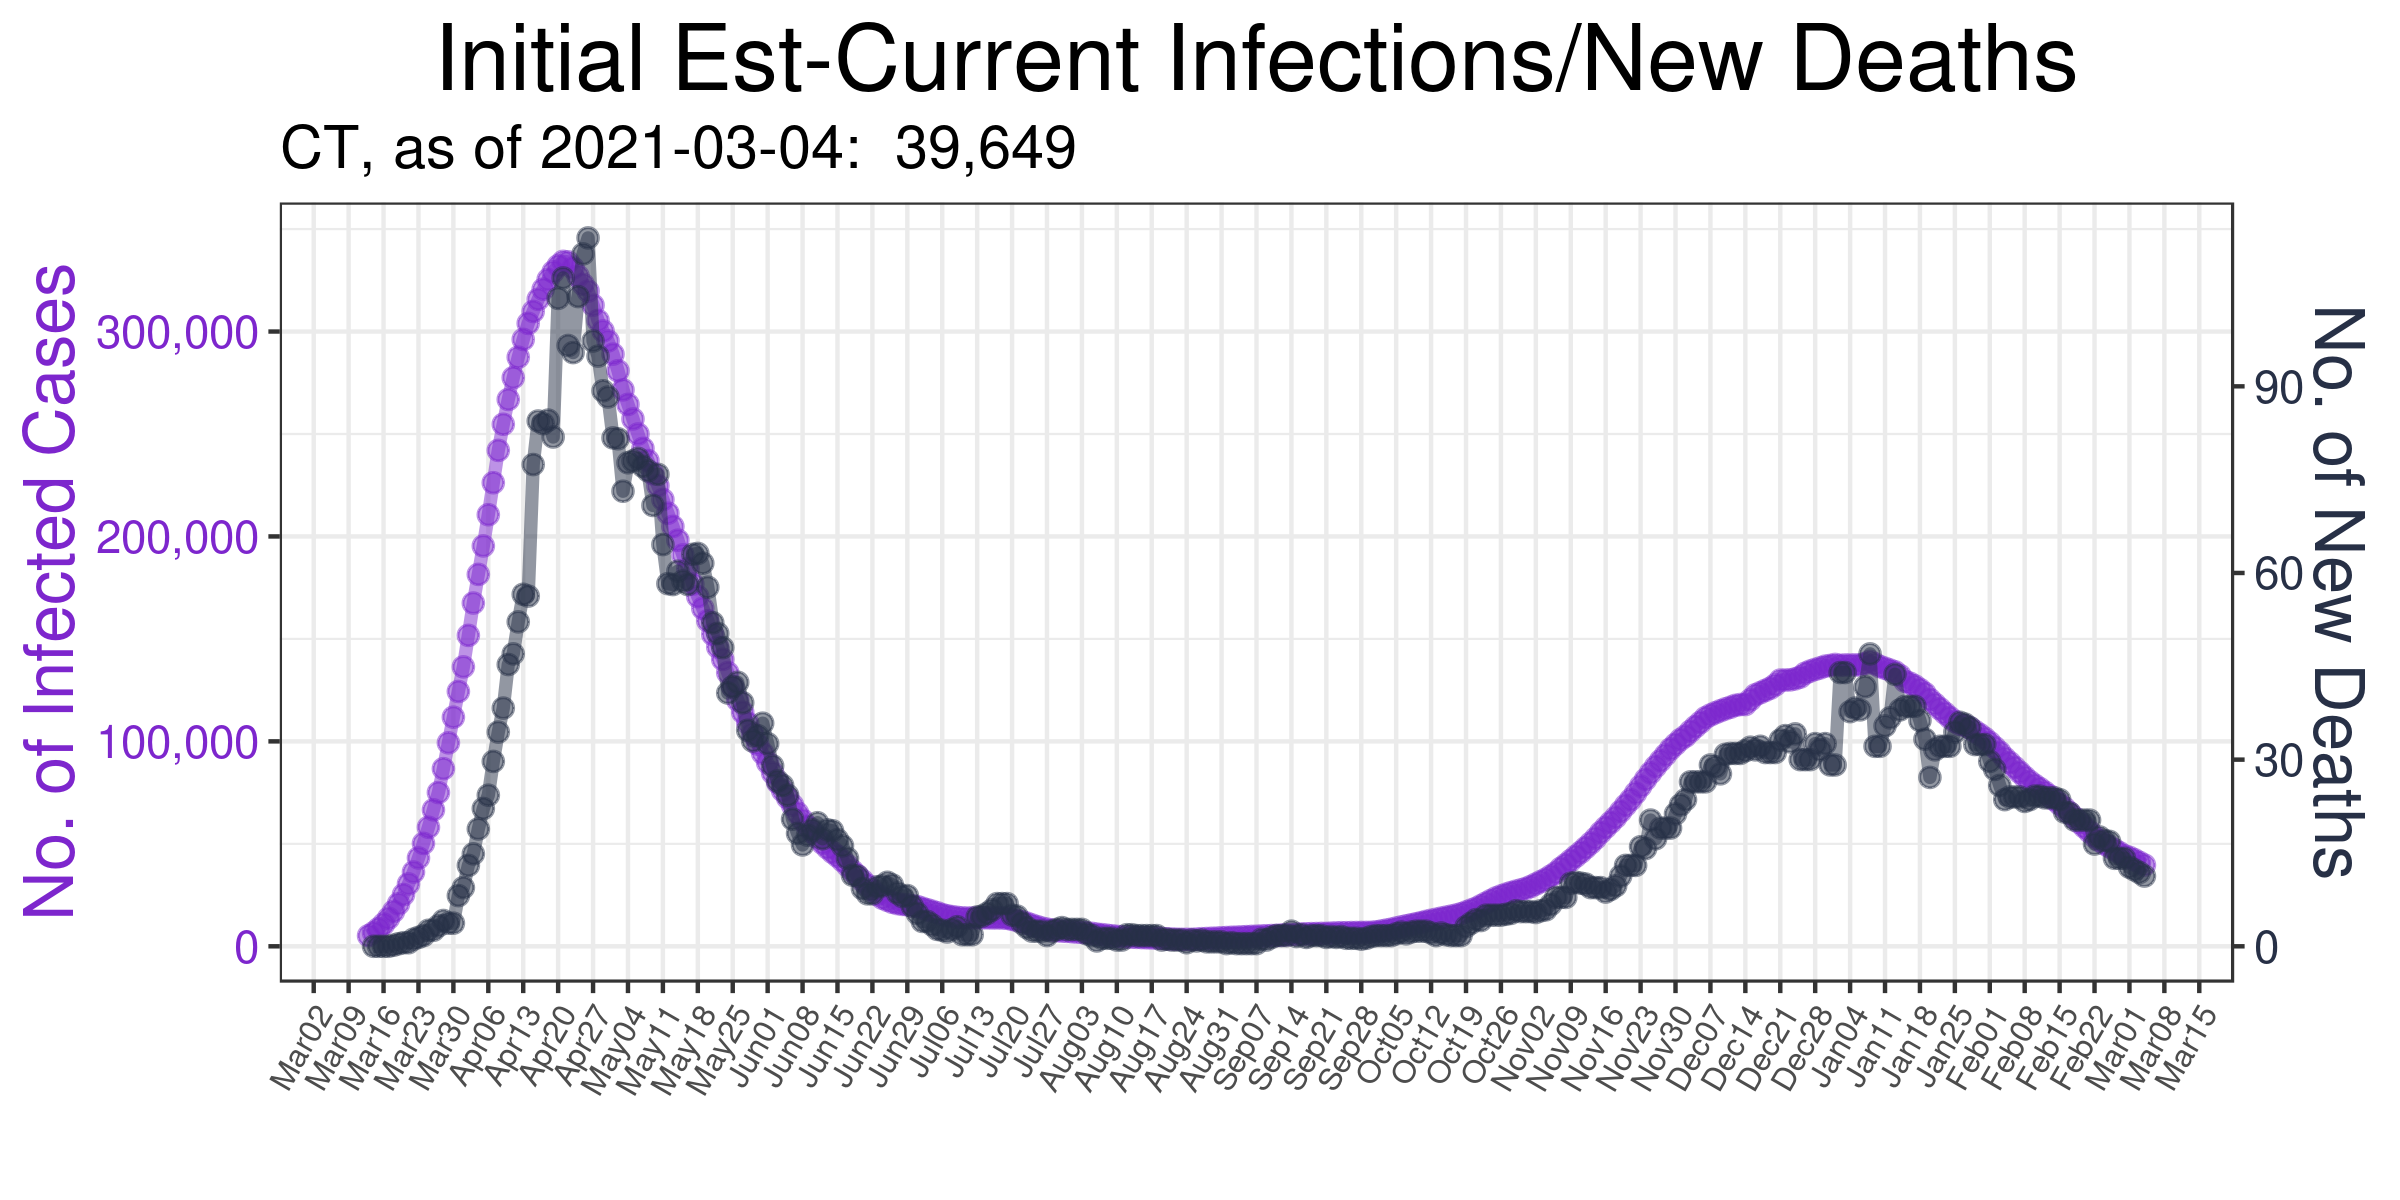 Initial Est-Current Infections/New Deaths
CT, as of 2021-03-04: 39,649
No. of Infected Cases
300,000
200,000
100,000
0
90
60
30
0
No. of New Deaths
Mar02
Mar09
Mar16
Mar23
Mar30
Apr06
Apr13
Apr20
Apr27
May04
May11
May18
May25
Jun01
Jun08
Jun15
Jun22
Jun29
Jul06
Jul13
Jul20
Jul27
Aug03
Aug10
Aug17
Aug24
Aug31
Sep07
Sep14
Sep21
Sep28
Oct05
Oct12
Oct19
Oct26
Nov02
Nov09
Nov16
Nov23
Nov30
Dec07
Dec14
Dec21
Dec28
Jan04
Jan11
Jan18
Jan25
Feb01
Feb08
Feb15
Feb22
Mar01
Mar08
Mar15